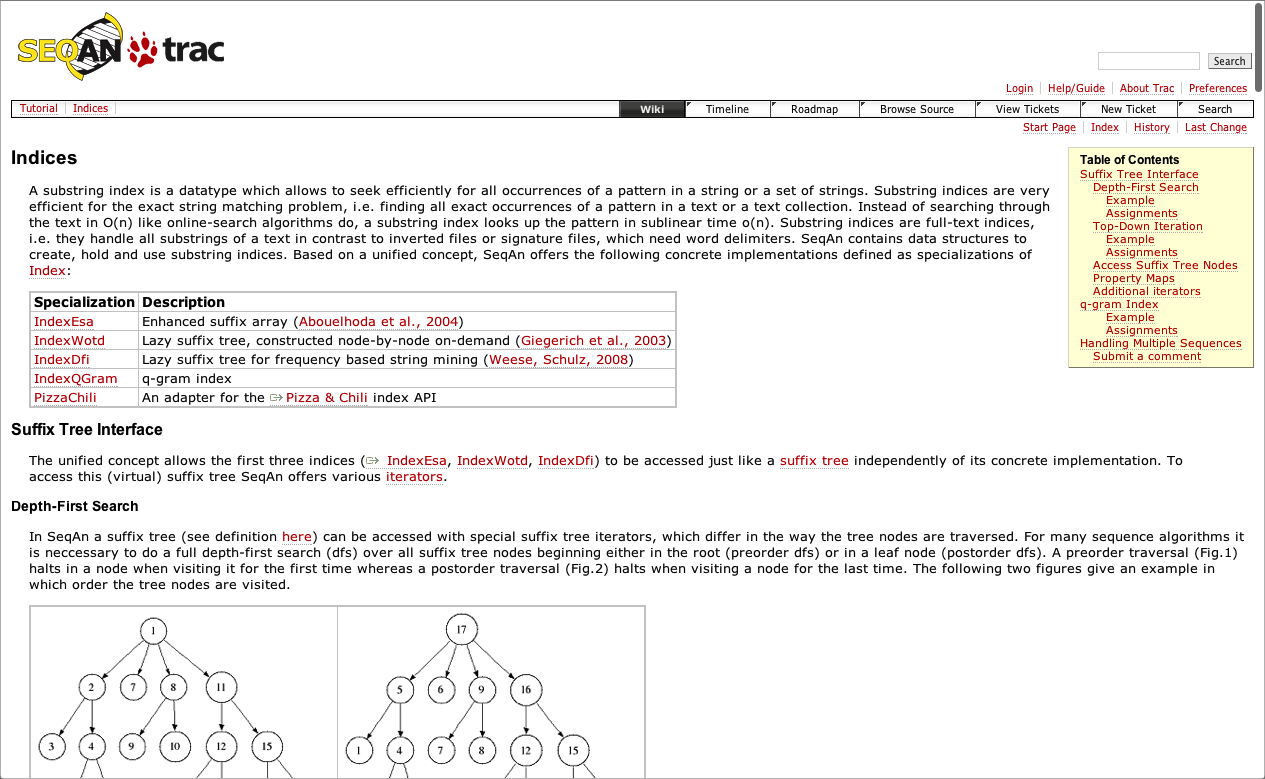 SEQAN trac
Search
Login Help/Guide About Trac Preferences
Tutorial Indices Wiki Timeline Roadmap Browse Source View Tickets New Ticket Search
Start Page Index History Last Change
Indices
A substring index is a datatype which allows to seek efficiently for all occurrences of a pattern in a string or a set of strings. Substring indices are very
efficient for the exact string matching problem, i.e. finding all exact occurrences of a pattern in a text or a text collection. Instead of searching through
the text in O(n) like online-search algorithms do, a substring index looks up the pattern in sublinear time o(n). Substring indices are full-text indices,
i.e. they handle all substrings of a text in contrast to inverted files or signature files, which need word delimiters. SeqAn contains data structures to
create, hold and use substring indices. Based on a unified concept, SeqAn offers the following concrete implementations defined as specializations of
Index:
Table of Contents
Suffix Tree Interface
Depth-First Search
Example
Assignments
Top-Down Iteration
Example
Assignments
Access Suffix Tree Nodes
Property Maps
Additional iterators
q-gram Index
Example
Assignments
Handling Multiple Sequences
Submit a comment
Specialization Description
IndexEsa Enhanced suffix array (Abouelhoda et al., 2004)
IndexWotd Lazy suffix tree, constructed node-by-node on-demand (Giegerich et al., 2003)
IndexDfi Lazy suffix tree for frequency based string mining (Weese, Schulz, 2008)
IndexQGram q-gram index
PizzaChili An adapter for the Pizza & Chili index API
Suffix Tree Interface
The unified concept allows the first three indices ( IndexEsa, IndexWotd, IndexDfi) to be accessed just like a suffix tree independently of its concrete implementation. To
access this (virtual) suffix tree SeqAn offers various iterators.
Depth-First Search
In SeqAn a suffix tree (see definition here) can be accessed with special suffix tree iterators, which differ in the way the tree nodes are traversed. For many sequence algorithms it
is neccessary to do a full depth-first search (dfs) over all suffix tree nodes beginning either in the root (preorder dfs) or in a leaf node (postorder dfs). A preorder traversal (Fig.1)
halts in a node when visiting it for the first time whereas a postorder traversal (Fig.2) halts when visiting a node for the last time. The following two figures give an example in
which order the tree nodes are visited.
1
2 7 8 11
3 4 9 10 12 15
17
5 6 9 16
1 4 7 8 12 15